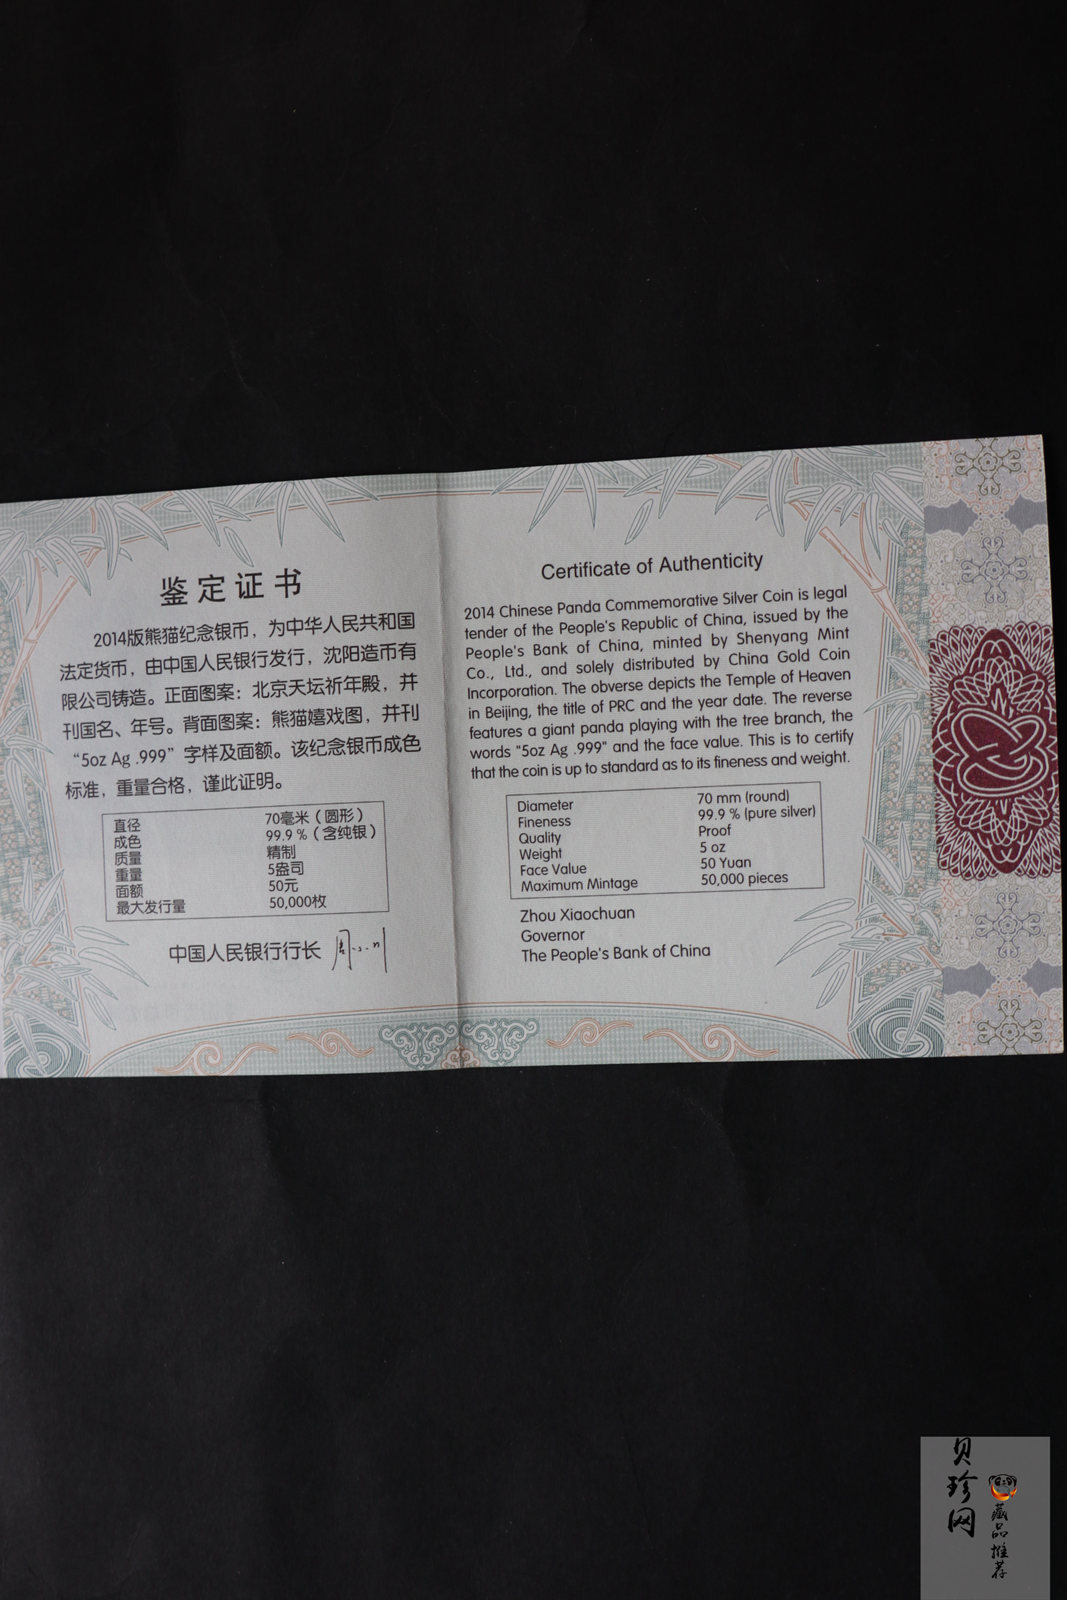 鉴定证书
2014版熊猫纪念银币，为中华人民共和国
法定货币，由中国人民银行发行，沈阳造币有
限公司铸造。正面图案：北京天坛祈年殿，并
刊国名、年号。背面图案：熊猫嬉戏图，并刊
“5oz Ag .999”字样及面额。该纪念银币成色
标准，重量合格，谨此证明。
直径 70毫米（圆形）
成色 99.9 %（含纯银）
质量 精制
重量 5盎司
面额 50元
最大发行量 50,000枚
中国人民银行行长
Certificate of Authenticity
2014 Chinese Panda Commemorative Silver Coin is legal
tender of the People's Republic of China, issued by the
People's Bank of China, minted by Shenyang Mint
Co., Ltd., and solely distributed by China Gold Coin
Incorporation. The obverse depicts the Temple of Heaven
in Beijing, the title of PRC and the year date. The reverse
features a giant panda playing with the tree branch, the
words "5oz Ag .999" and the face value. This is to certify
that the coin is up to standard as to its fineness and weight.
Diameter 70 mm (round)
Fineness 99.9 % (pure silver)
Quality Proof
Weight 5 oz
Face Value 50 Yuan
Maximum Mintage 50,000 pieces
Zhou Xiaochuan
Governor
The People's Bank of China
贝珍网
藏品推荐